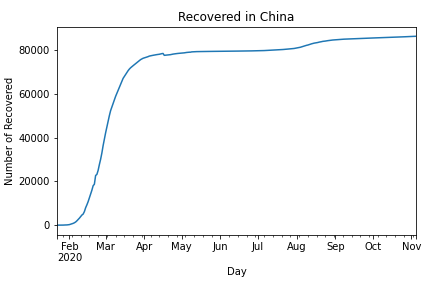 Recovered in China
Number of Recovered
80000
60000
40000
20000
0
Feb Mar Apr May Jun Jul Aug Sep Oct Nov
2020
Day